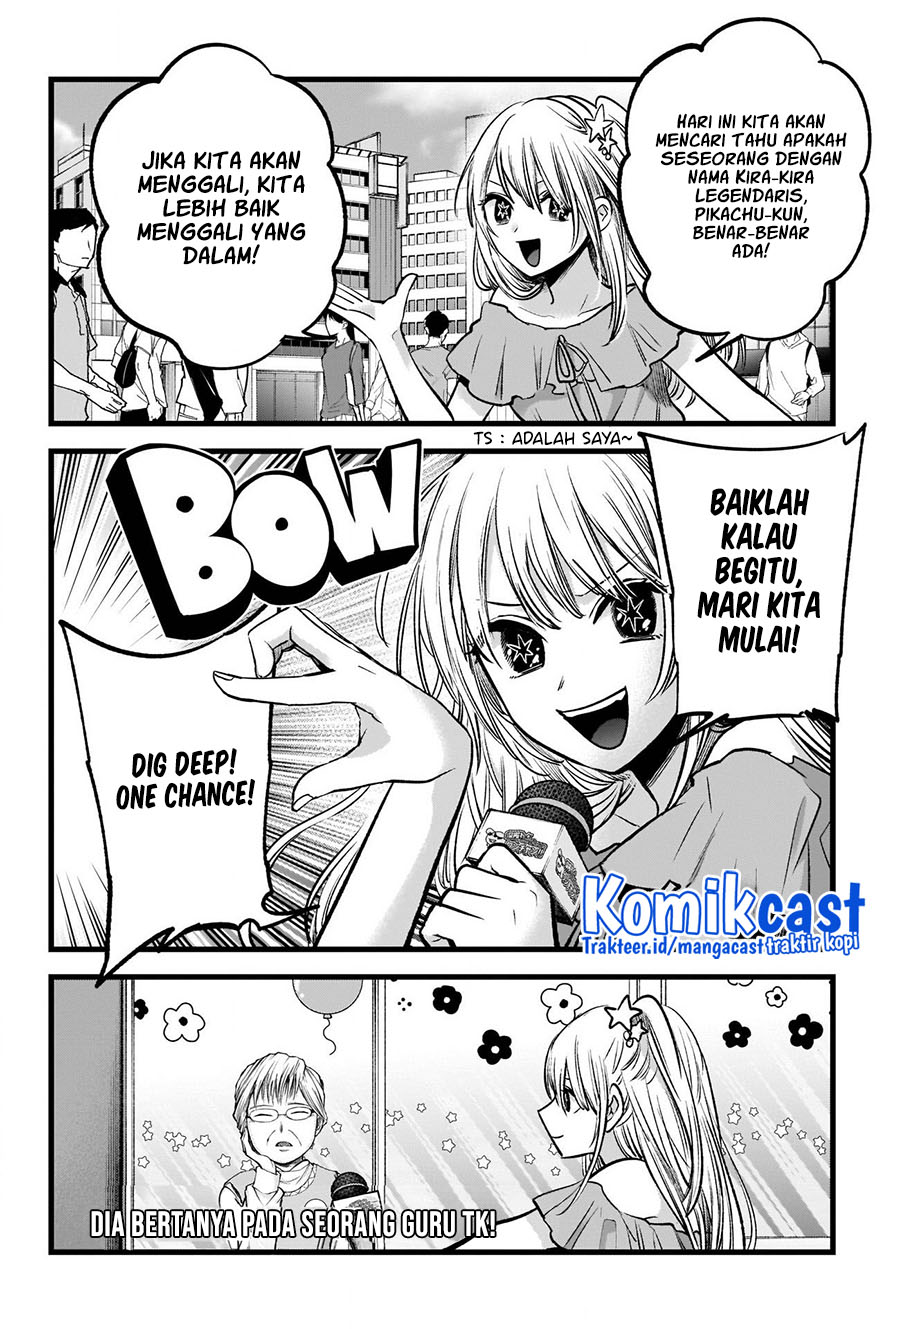 HARI INI KITA AKAN
MENCARI TAHU APAKAH
SESEORANG DENGAN
NAMA KIRA-KIRA
LEGENDARIS,
PIKACHU-KUN,
BENAR-BENAR
ADA!
JIKA KITA AKAN
MENGGALI, KITA
LEBIH BAIK
MENGGALI YANG
DALAM!
TS : ADALAH SAYA~
BAIKLAH
KALAU
BEGITU,
MARI KITA
MULAI!
BOW
DIG DEEP!
ONE CHANCE!
Komikcast
Trakteer.id/mangacast traktir kopi
DIA BERTANYA PADA SEORANG GURU TK!